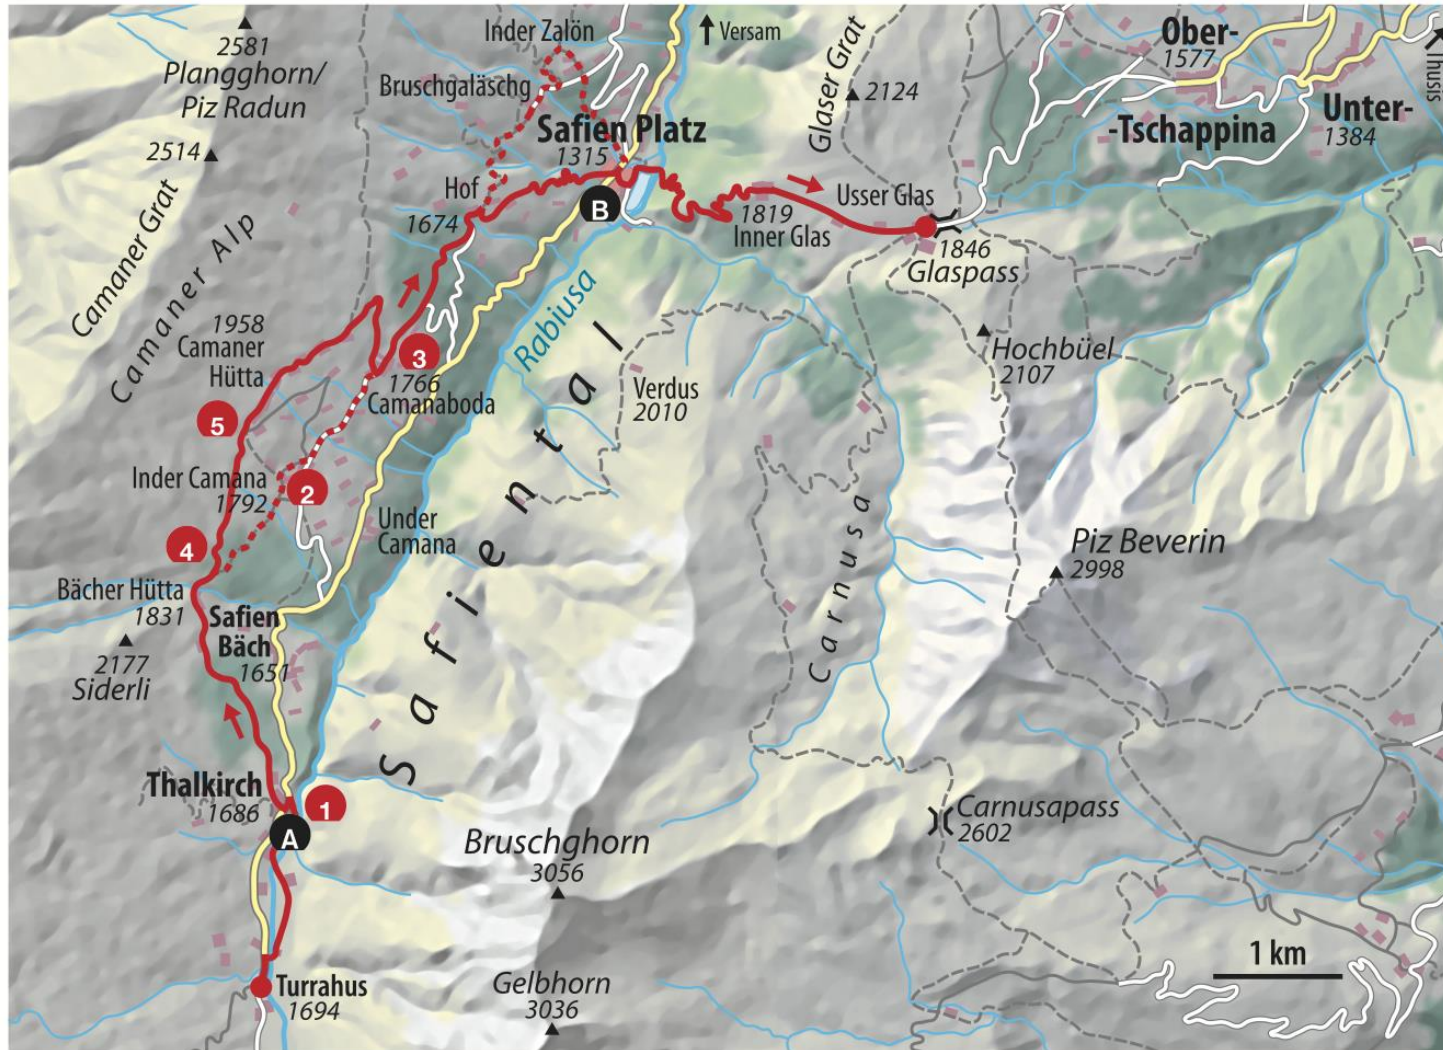 Inder Zalön
Versam
Ober-
1577
2581
Plangghorn/
Piz Radun
Bruschgaläschg
Glaser Grat
2124
Thusis
Unter-
1384
-Tschappina
Safien Platz
1315
2514
Camaner Grat
Camaner Alp
Hof
1674
B
1819
Inner Glas
Usser Glas
1846
Glaspass
Rabiusa
1958
Camaner
Hütta
3
1766
Camanaboda
Hochbüel
2107
Verdus
2010
5
Inder Camana
1792
2
4
Under
Camana
Safiental
Carnusa
Piz Beverin
2998
Bächer Hütta
1831
Safien
Bäch
1651
2177
Siderli
Thalkirch
1686
1
A
Carnusapass
2602
Bruschghorn
3056
1 km
Turrahus
1694
Gelbhorn
3036